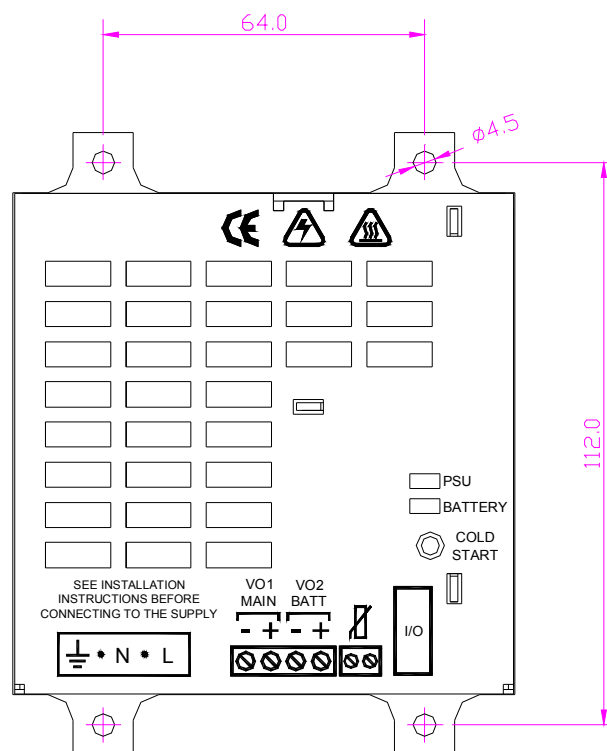 64.0
ø4.5
CE
112.0
PSU
BATTERY
COLD
START
SEE INSTALLATION
INSTRUCTIONS BEFORE
CONNECTING TO THE SUPPLY
VO1
MAIN
VO2
BATT
- + - +
N • L
I/O